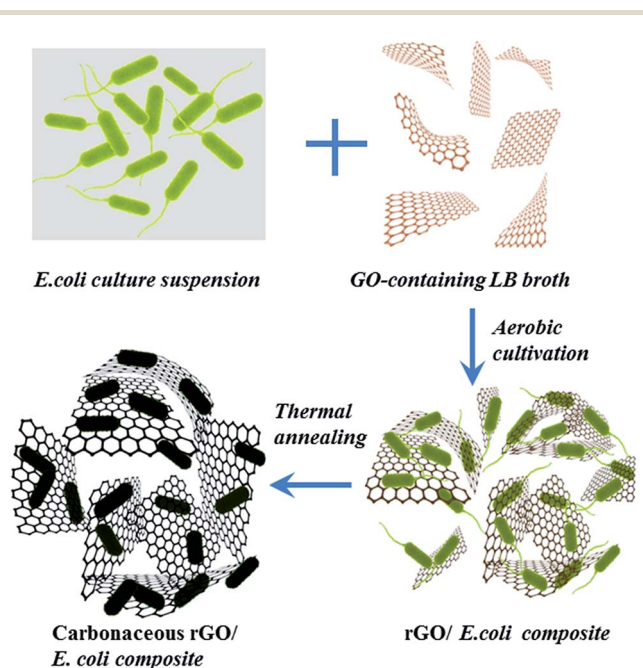 E.coli culture suspension
GO-containing LB broth
Aerobic
cultivation
Thermal
annealing
Carbonaceous rGO/
E. coli composite
rGO/ E.coli composite